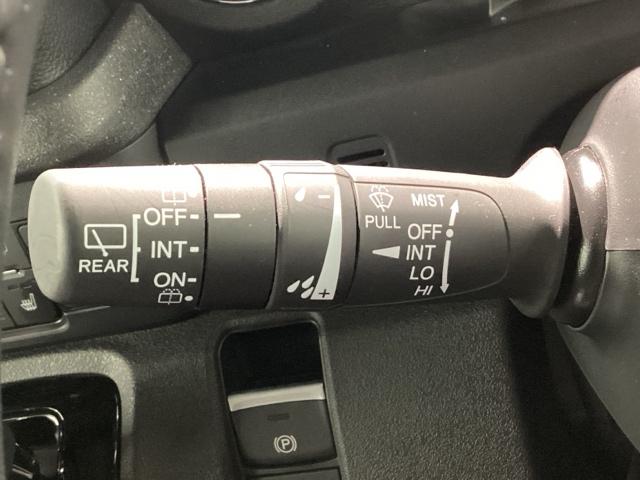 OFF
INT
ON
REAR
- 
+
PULL
MIST
OFF
INT
LO
HI
P